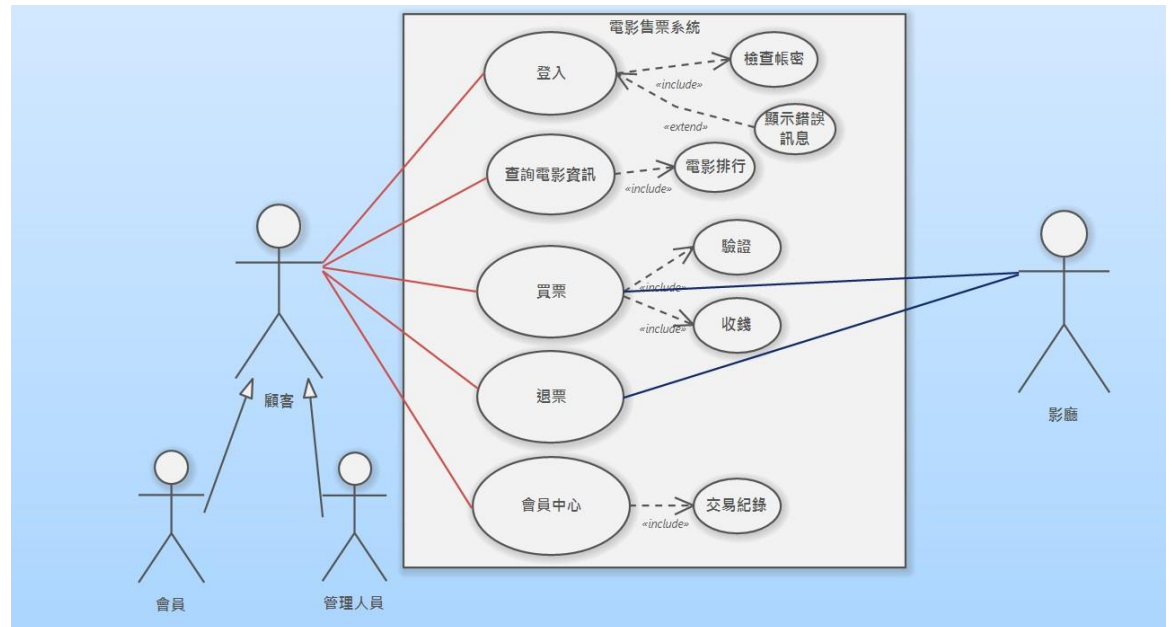 電影售票系統
登入
檢查帳密
«include»
«extend»
顯示錯誤
訊息
查詢電影資訊
電影排行
«include»
驗證
買票
«include»
收錢
«include»
退票
顧客
影廳
會員中心
交易紀錄
«include»
會員
管理人員